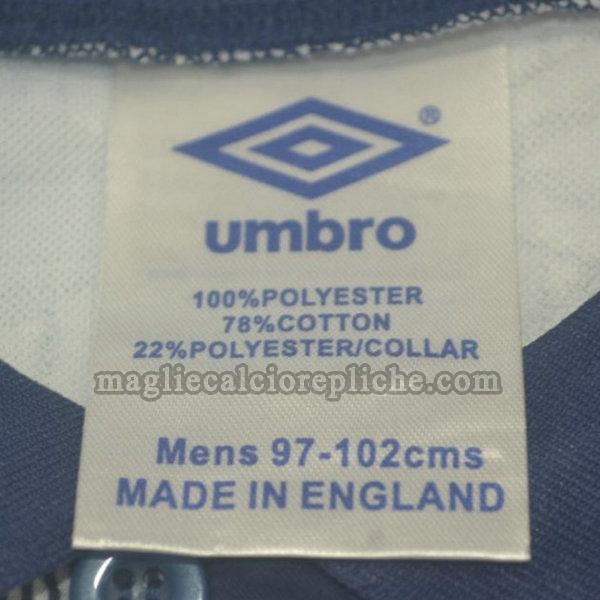 ®
umbro
100%POLYESTER
78%COTTON
22%POLYESTER/COLLAR
magliecalciorepliche.com
Mens 97-102cms
MADE IN ENGLAND